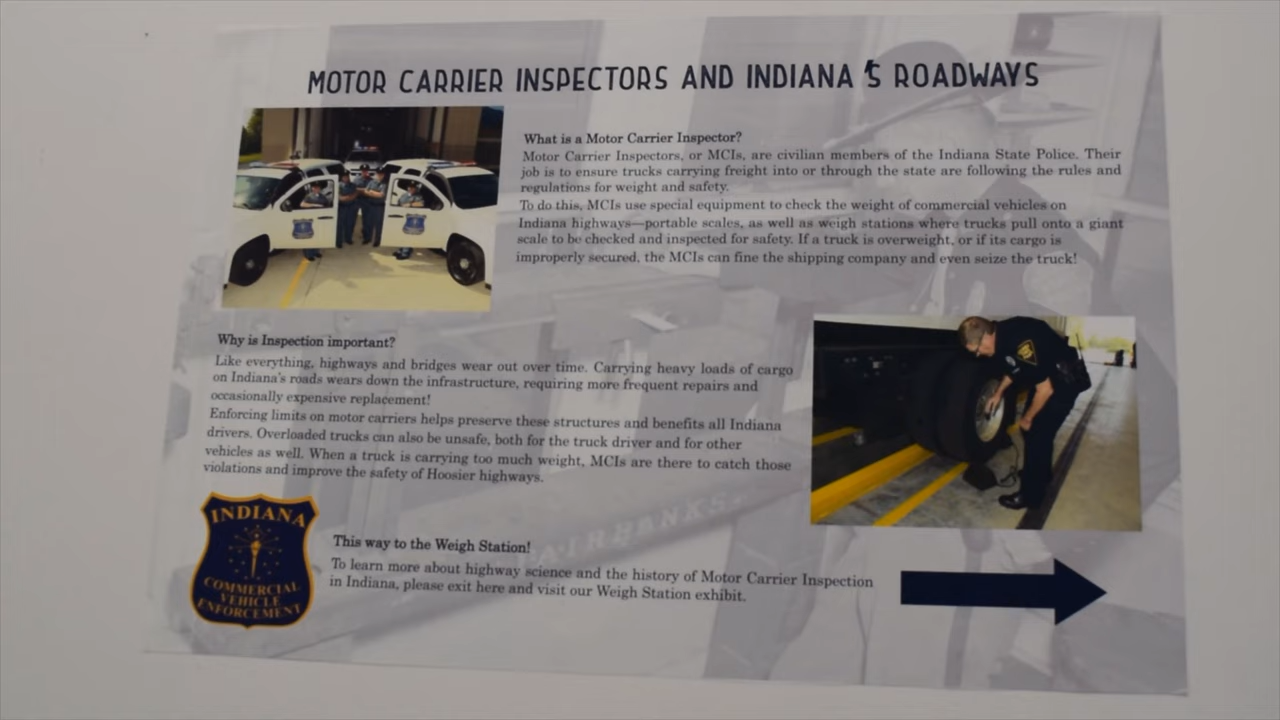 MOTOR CARRIER INSPECTORS AND INDIANA'S ROADWAYS
What is a Motor Carrier Inspector?
Motor Carrier Inspectors, or MCIs, are civilian members of the Indiana State Police. Their
job is to ensure trucks carrying freight into or through the state are following the rules and
regulations for weight and safety.
To do this, MCIs use special equipment to check the weight of commercial vehicles on
Indiana highways—portable scales, as well as weigh stations where trucks pull onto a giant
scale to be checked and inspected for safety. If a truck is overweight, or if its cargo is
improperly secured, the MCIs can fine the shipping company and even seize the truck!
Why is Inspection important?
Like everything, highways and bridges wear out over time. Carrying heavy loads of cargo
on Indiana's roads wears down the infrastructure, requiring more frequent repairs and
occasionally expensive replacement!
Enforcing limits on motor carriers helps preserve these structures and benefits all Indiana
drivers. Overloaded trucks can also be unsafe, both for the truck driver and for other
vehicles as well. When a truck is carrying too much weight, MCIs are there to catch those
violations and improve the safety of Hoosier highways.
FAIRBANKS
INDIANA
COMMERCIAL
VEHICLE
ENFORCEMENT
This way to the Weigh Station!
To learn more about highway science and the history of Motor Carrier Inspection
in Indiana, please exit here and visit our Weigh Station exhibit.